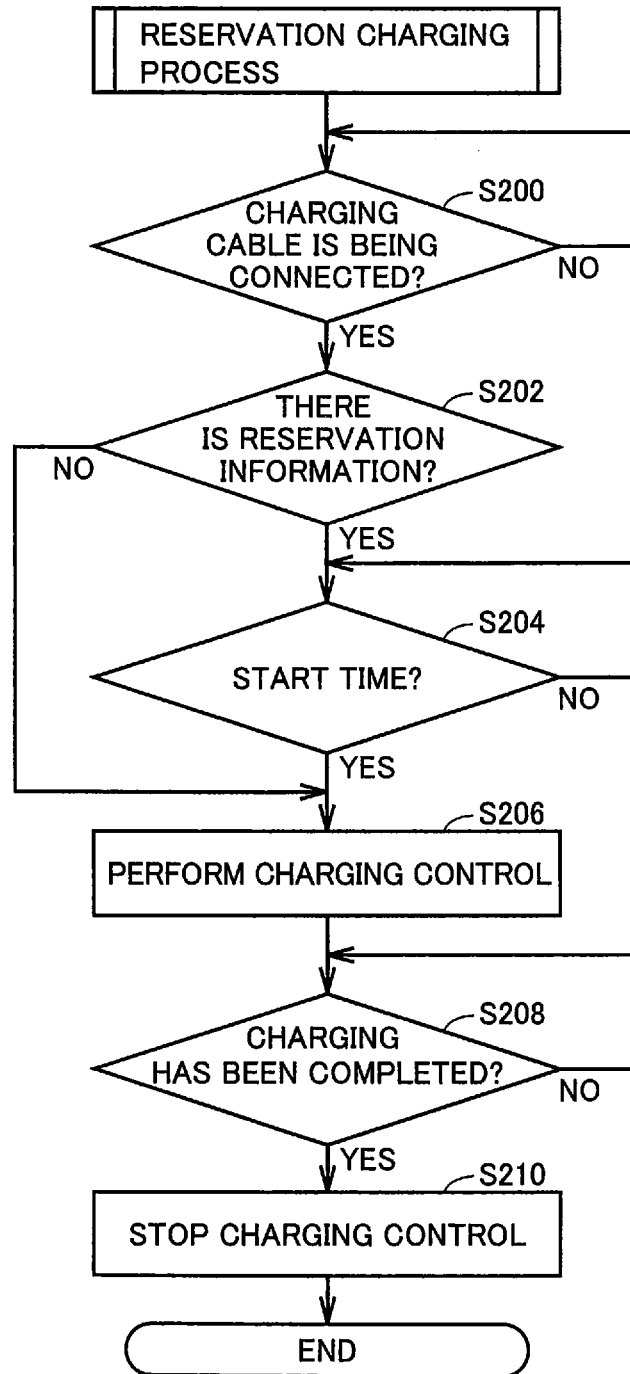 RESERVATION CHARGING
PROCESS
S200
CHARGING
CABLE IS BEING
CONNECTED?
NO
YES
S202
THERE
IS RESERVATION
INFORMATION?
NO
YES
S204
START TIME?
NO
YES
S206
PERFORM CHARGING CONTROL
S208
CHARGING
HAS BEEN COMPLETED?
NO
YES
S210
STOP CHARGING CONTROL
END